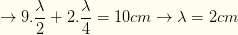 → 9.λ/2 + 2.λ/4 = 10cm → λ = 2cm